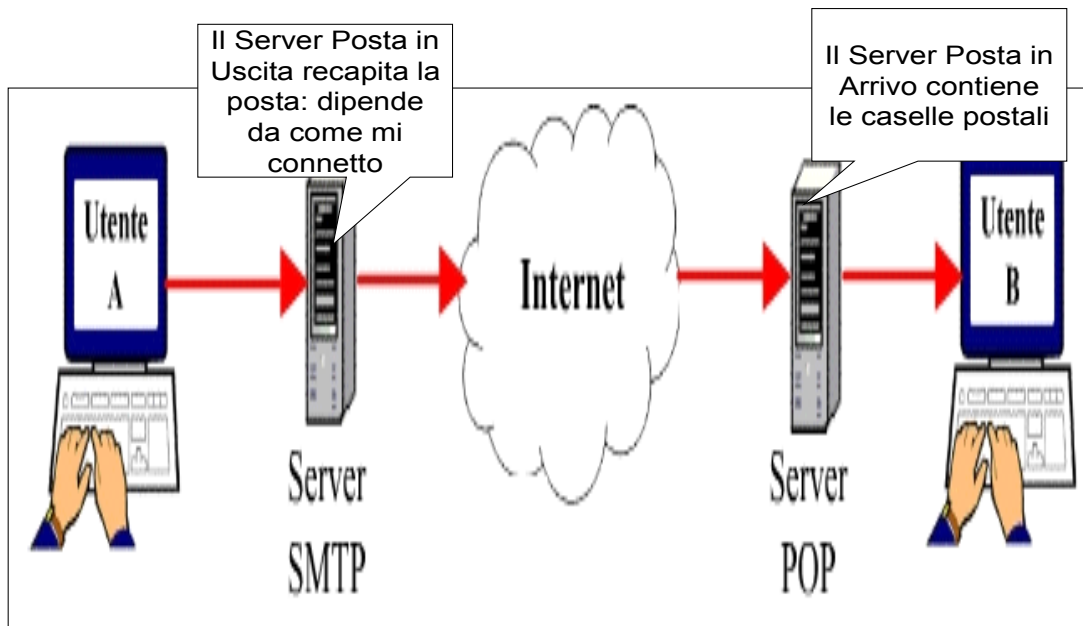 Il Server Posta in
Uscita recapita la
posta: dipende
da come mi
connetto
Il Server Posta in
Arrivo contiene
le caselle postali
Utente
A
Internet
Utente
B
Server
SMTP
Server
POP